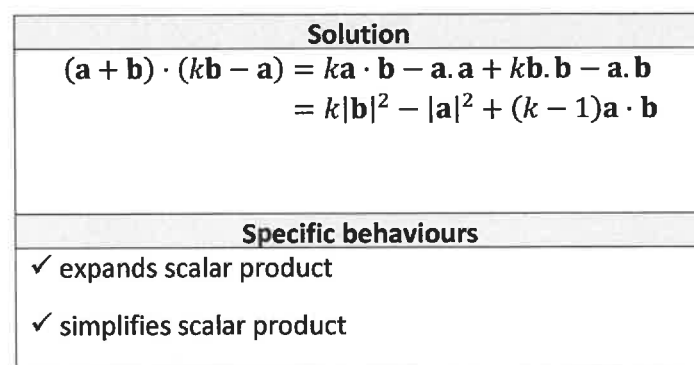 Solution
(𝐚 + 𝐛) · (k𝐛 − 𝐚) = k𝐚 · 𝐛 − 𝐚. 𝐚 + k𝐛. 𝐛 − 𝐚. 𝐛
= k|𝐛|² − |𝐚|² + (k − 1)𝐚 · 𝐛
Specific behaviours
✓ expands scalar product
✓ simplifies scalar product